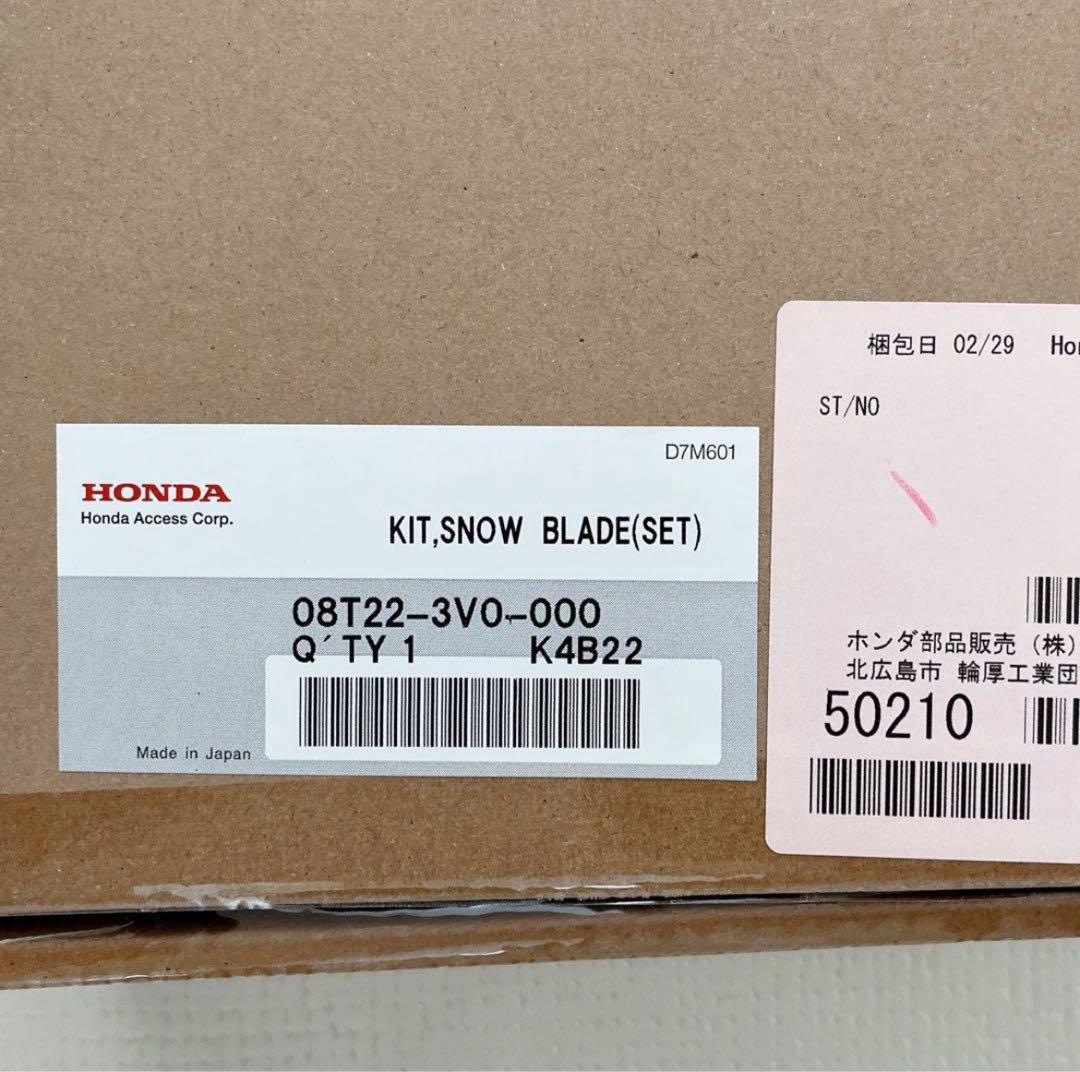 D7M601
HONDA
Honda Access Corp.
KIT,SNOW BLADE(SET)
08T22-3V0-000
Q´TY 1 K4B22
Made in Japan
梱包日 02/29
ST/NO
ホンダ部品販売（株）
北広島市 輪厚工業団
50210